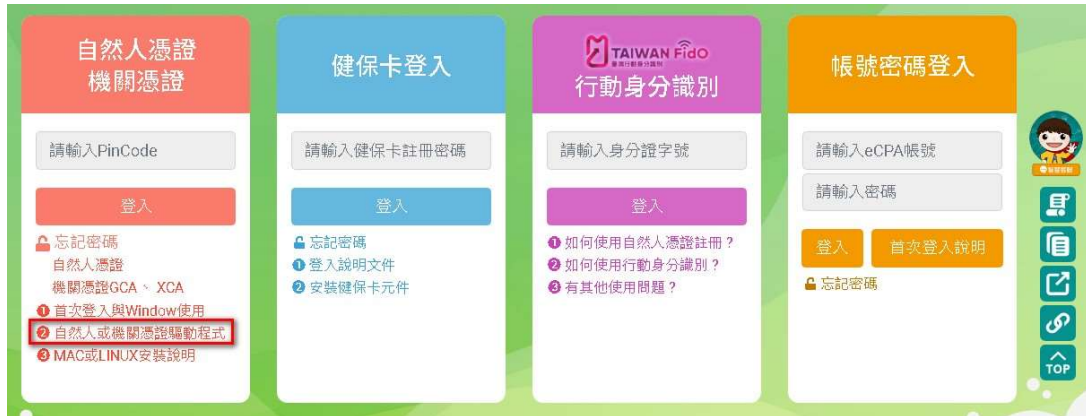 自然人憑證
機關憑證
請輸入PinCode
登入
忘記密碼
自然人憑證
機關憑證GCA、XCA
❶ 首次登入與Window使用
❷ 自然人或機關憑證驅動程式
❸ MAC或LINUX安裝說明
健保卡登入
請輸入健保卡註冊密碼
登入
忘記密碼
❶ 登入說明文件
❷ 安裝健保卡元件
TAIWAN FidO
臺灣行動身分識別
行動身分識別
請輸入身分證字號
登入
❶ 如何使用自然人憑證註冊？
❷ 如何使用行動身分識別？
❸ 有其他使用問題？
帳號密碼登入
請輸入eCPA帳號
請輸入密碼
登入
首次登入說明
忘記密碼
TOP